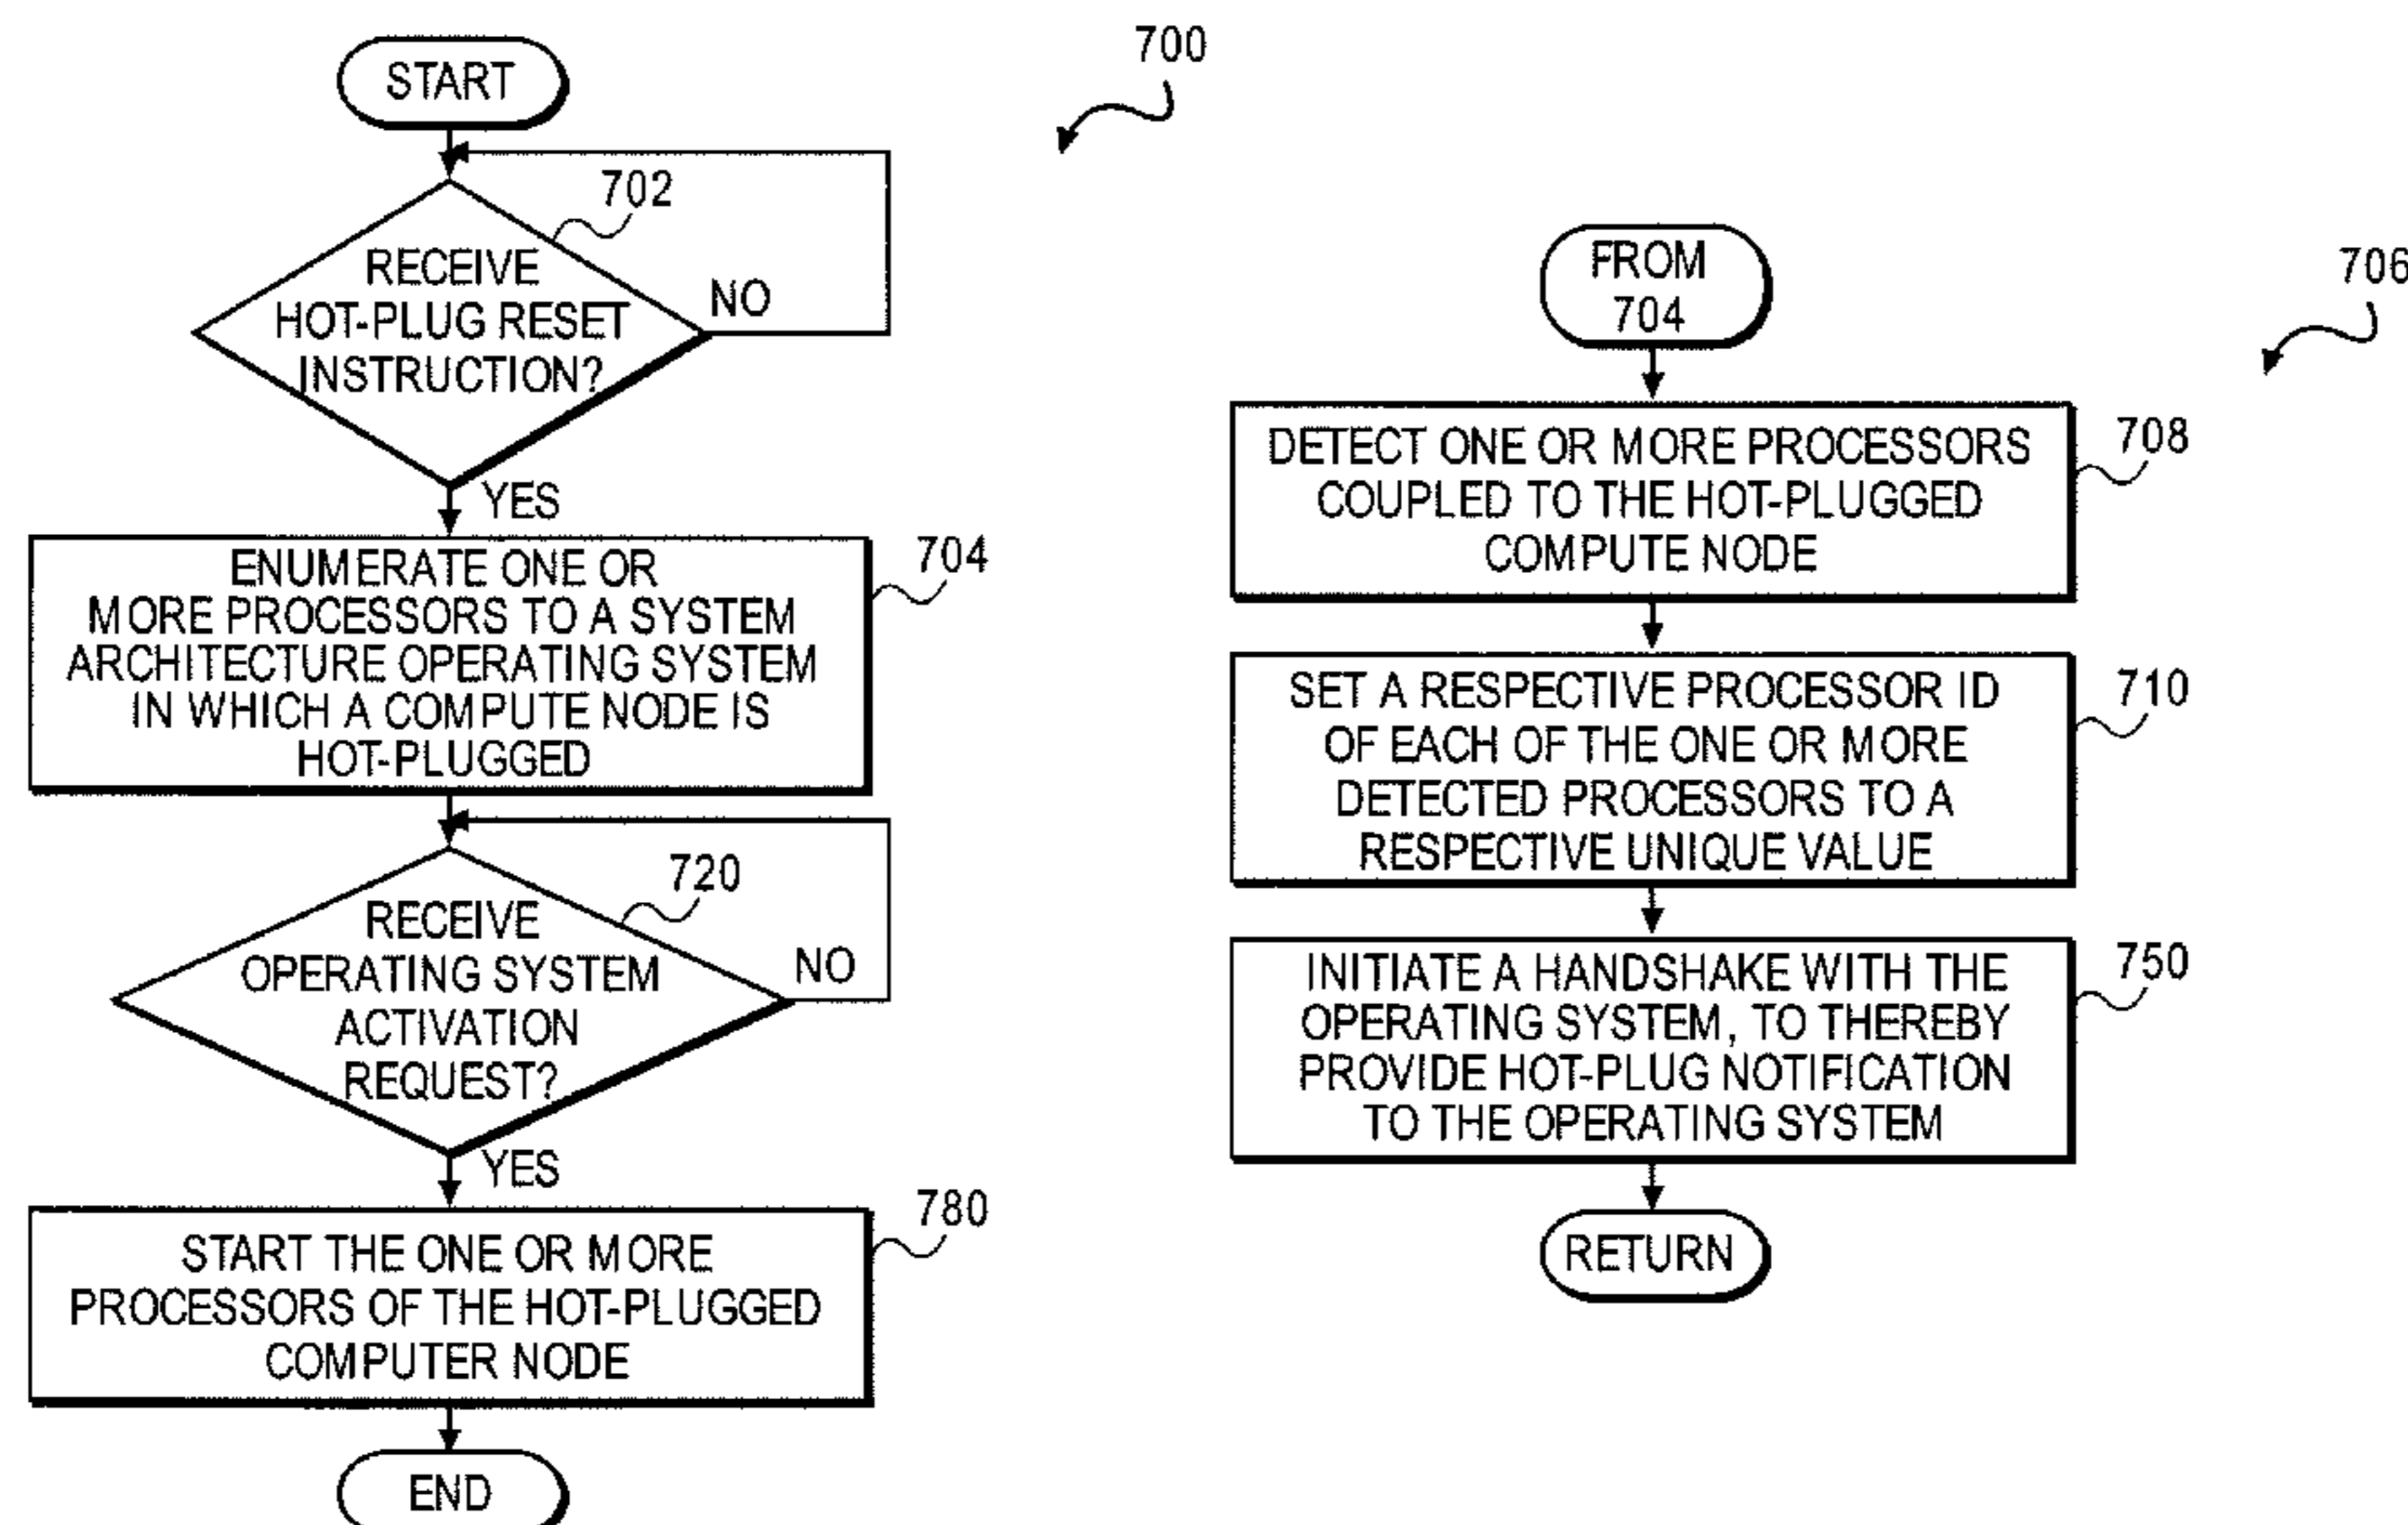 START
700
702
RECEIVE
HOT-PLUG RESET
INSTRUCTION?
NO
YES
ENUMERATE ONE OR
MORE PROCESSORS TO A SYSTEM
ARCHITECTURE OPERATING SYSTEM
IN WHICH A COMPUTE NODE IS
HOT-PLUGGED
704
720
RECEIVE
OPERATING SYSTEM
ACTIVATION
REQUEST?
NO
YES
780
START THE ONE OR MORE
PROCESSORS OF THE HOT-PLUGGED
COMPUTER NODE
END
FROM
704
706
DETECT ONE OR MORE PROCESSORS
COUPLED TO THE HOT-PLUGGED
COMPUTE NODE
708
SET A RESPECTIVE PROCESSOR ID
OF EACH OF THE ONE OR MORE
DETECTED PROCESSORS TO A
RESPECTIVE UNIQUE VALUE
710
INITIATE A HANDSHAKE WITH THE
OPERATING SYSTEM, TO THEREBY
PROVIDE HOT-PLUG NOTIFICATION
TO THE OPERATING SYSTEM
750
RETURN